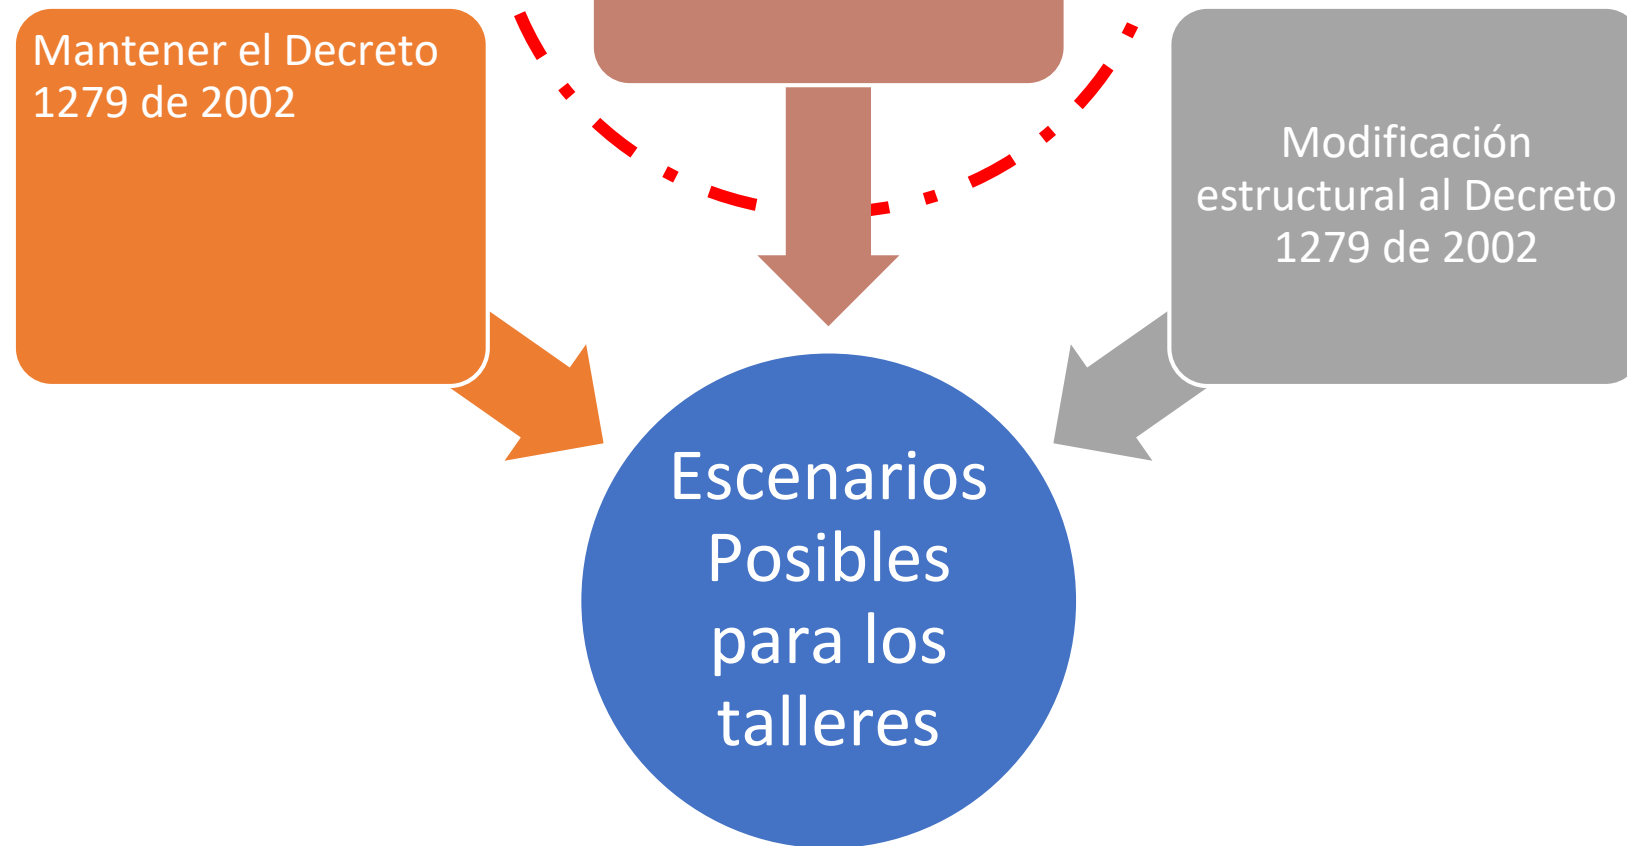 Mantener el Decreto
1279 de 2002
Modificación
estructural al Decreto
1279 de 2002
Escenarios
Posibles
para los
talleres